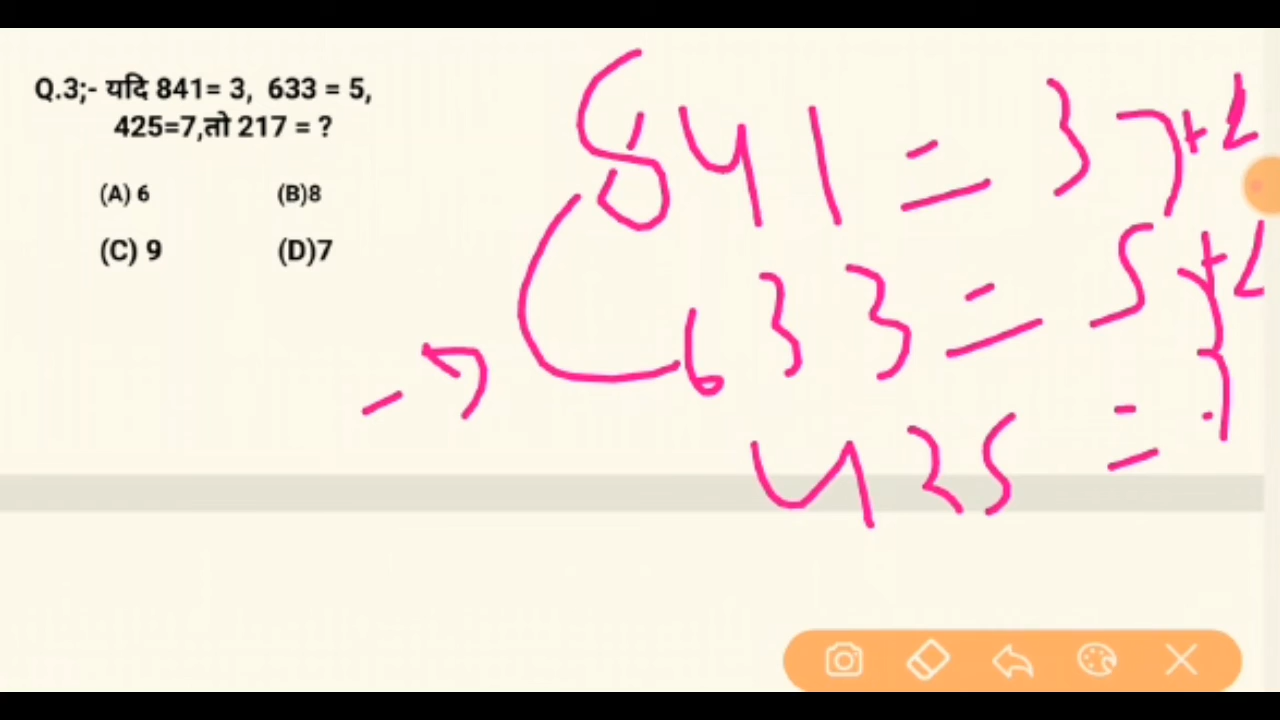 Q.3;- यदि 841= 3, 633 = 5,
425=7,तो 217 = ?
(A) 6 (B)8
(C) 9 (D)7
841 = 3 +2
633 = 5 +2
425 = 7